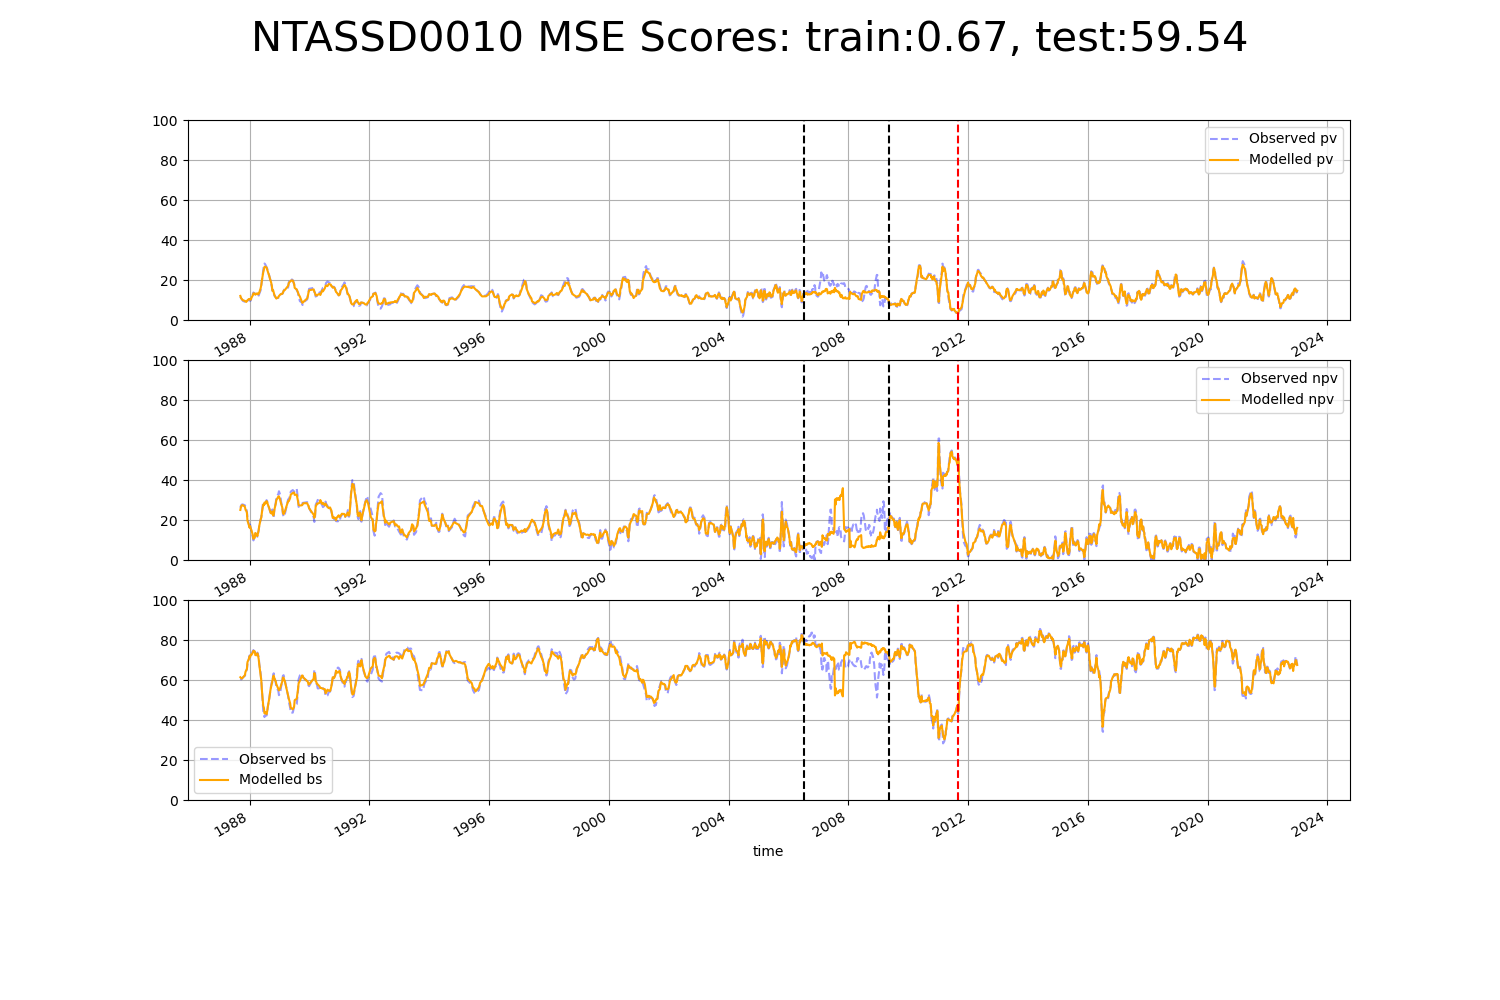 NTASSD0010 MSE Scores: train:0.67, test:59.54
100
80
60
40
20
0
Observed pv
Modelled pv
1988 1992 1996 2000 2004 2008 2012 2016 2020 2024
100
80
60
40
20
0
Observed npv
Modelled npv
1988 1992 1996 2000 2004 2008 2012 2016 2020 2024
100
80
60
40
20
0
Observed bs
Modelled bs
1988 1992 1996 2000 2004 2008 2012 2016 2020 2024
time